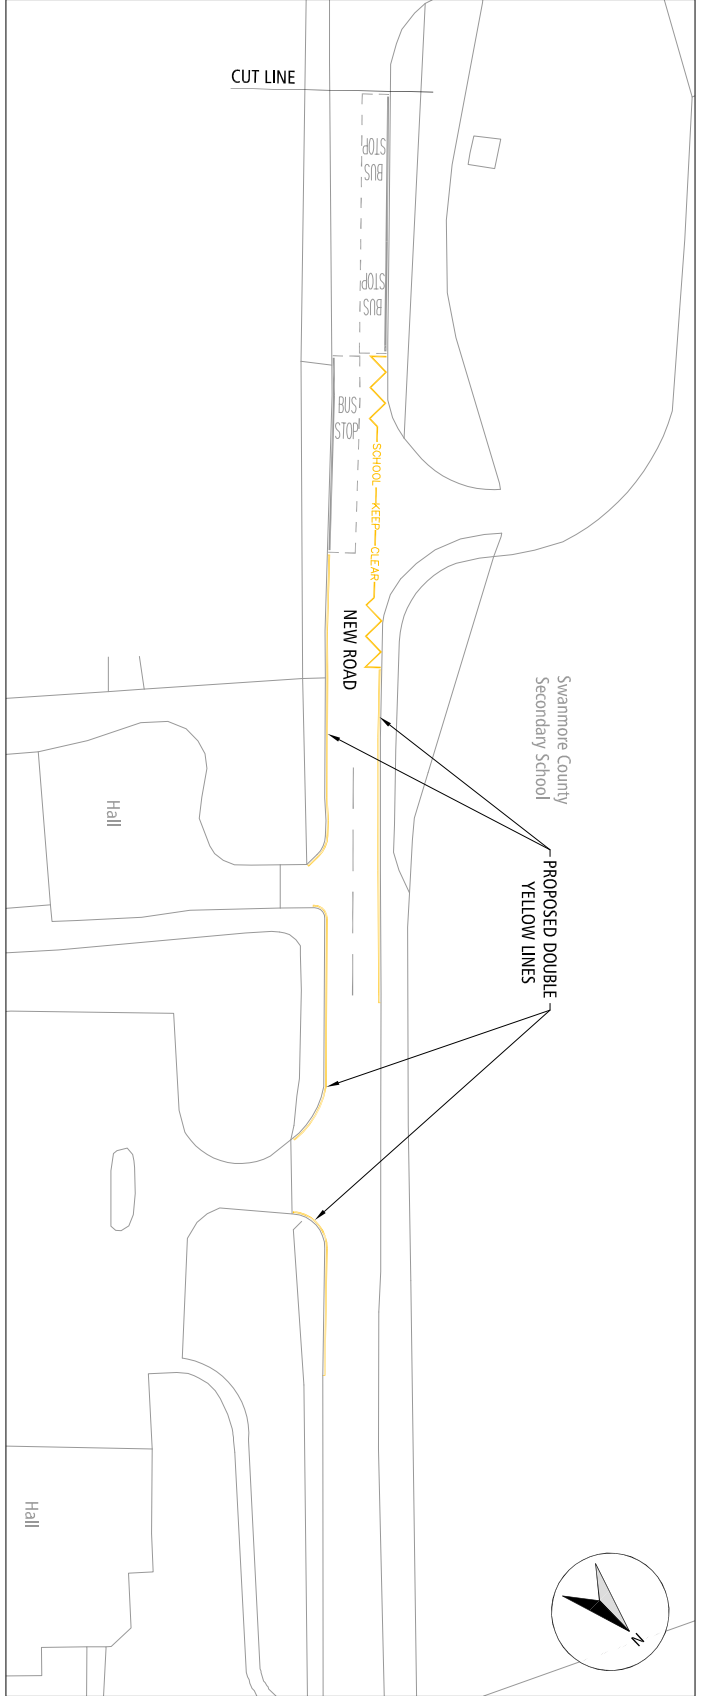 CUT LINE
BUS
STOP
BUS
STOP
BUS
STOP
SCHOOL KEEP CLEAR
NEW ROAD
Swanmore County
Secondary School
Hall
PROPOSED DOUBLE
YELLOW LINES
Hall
N